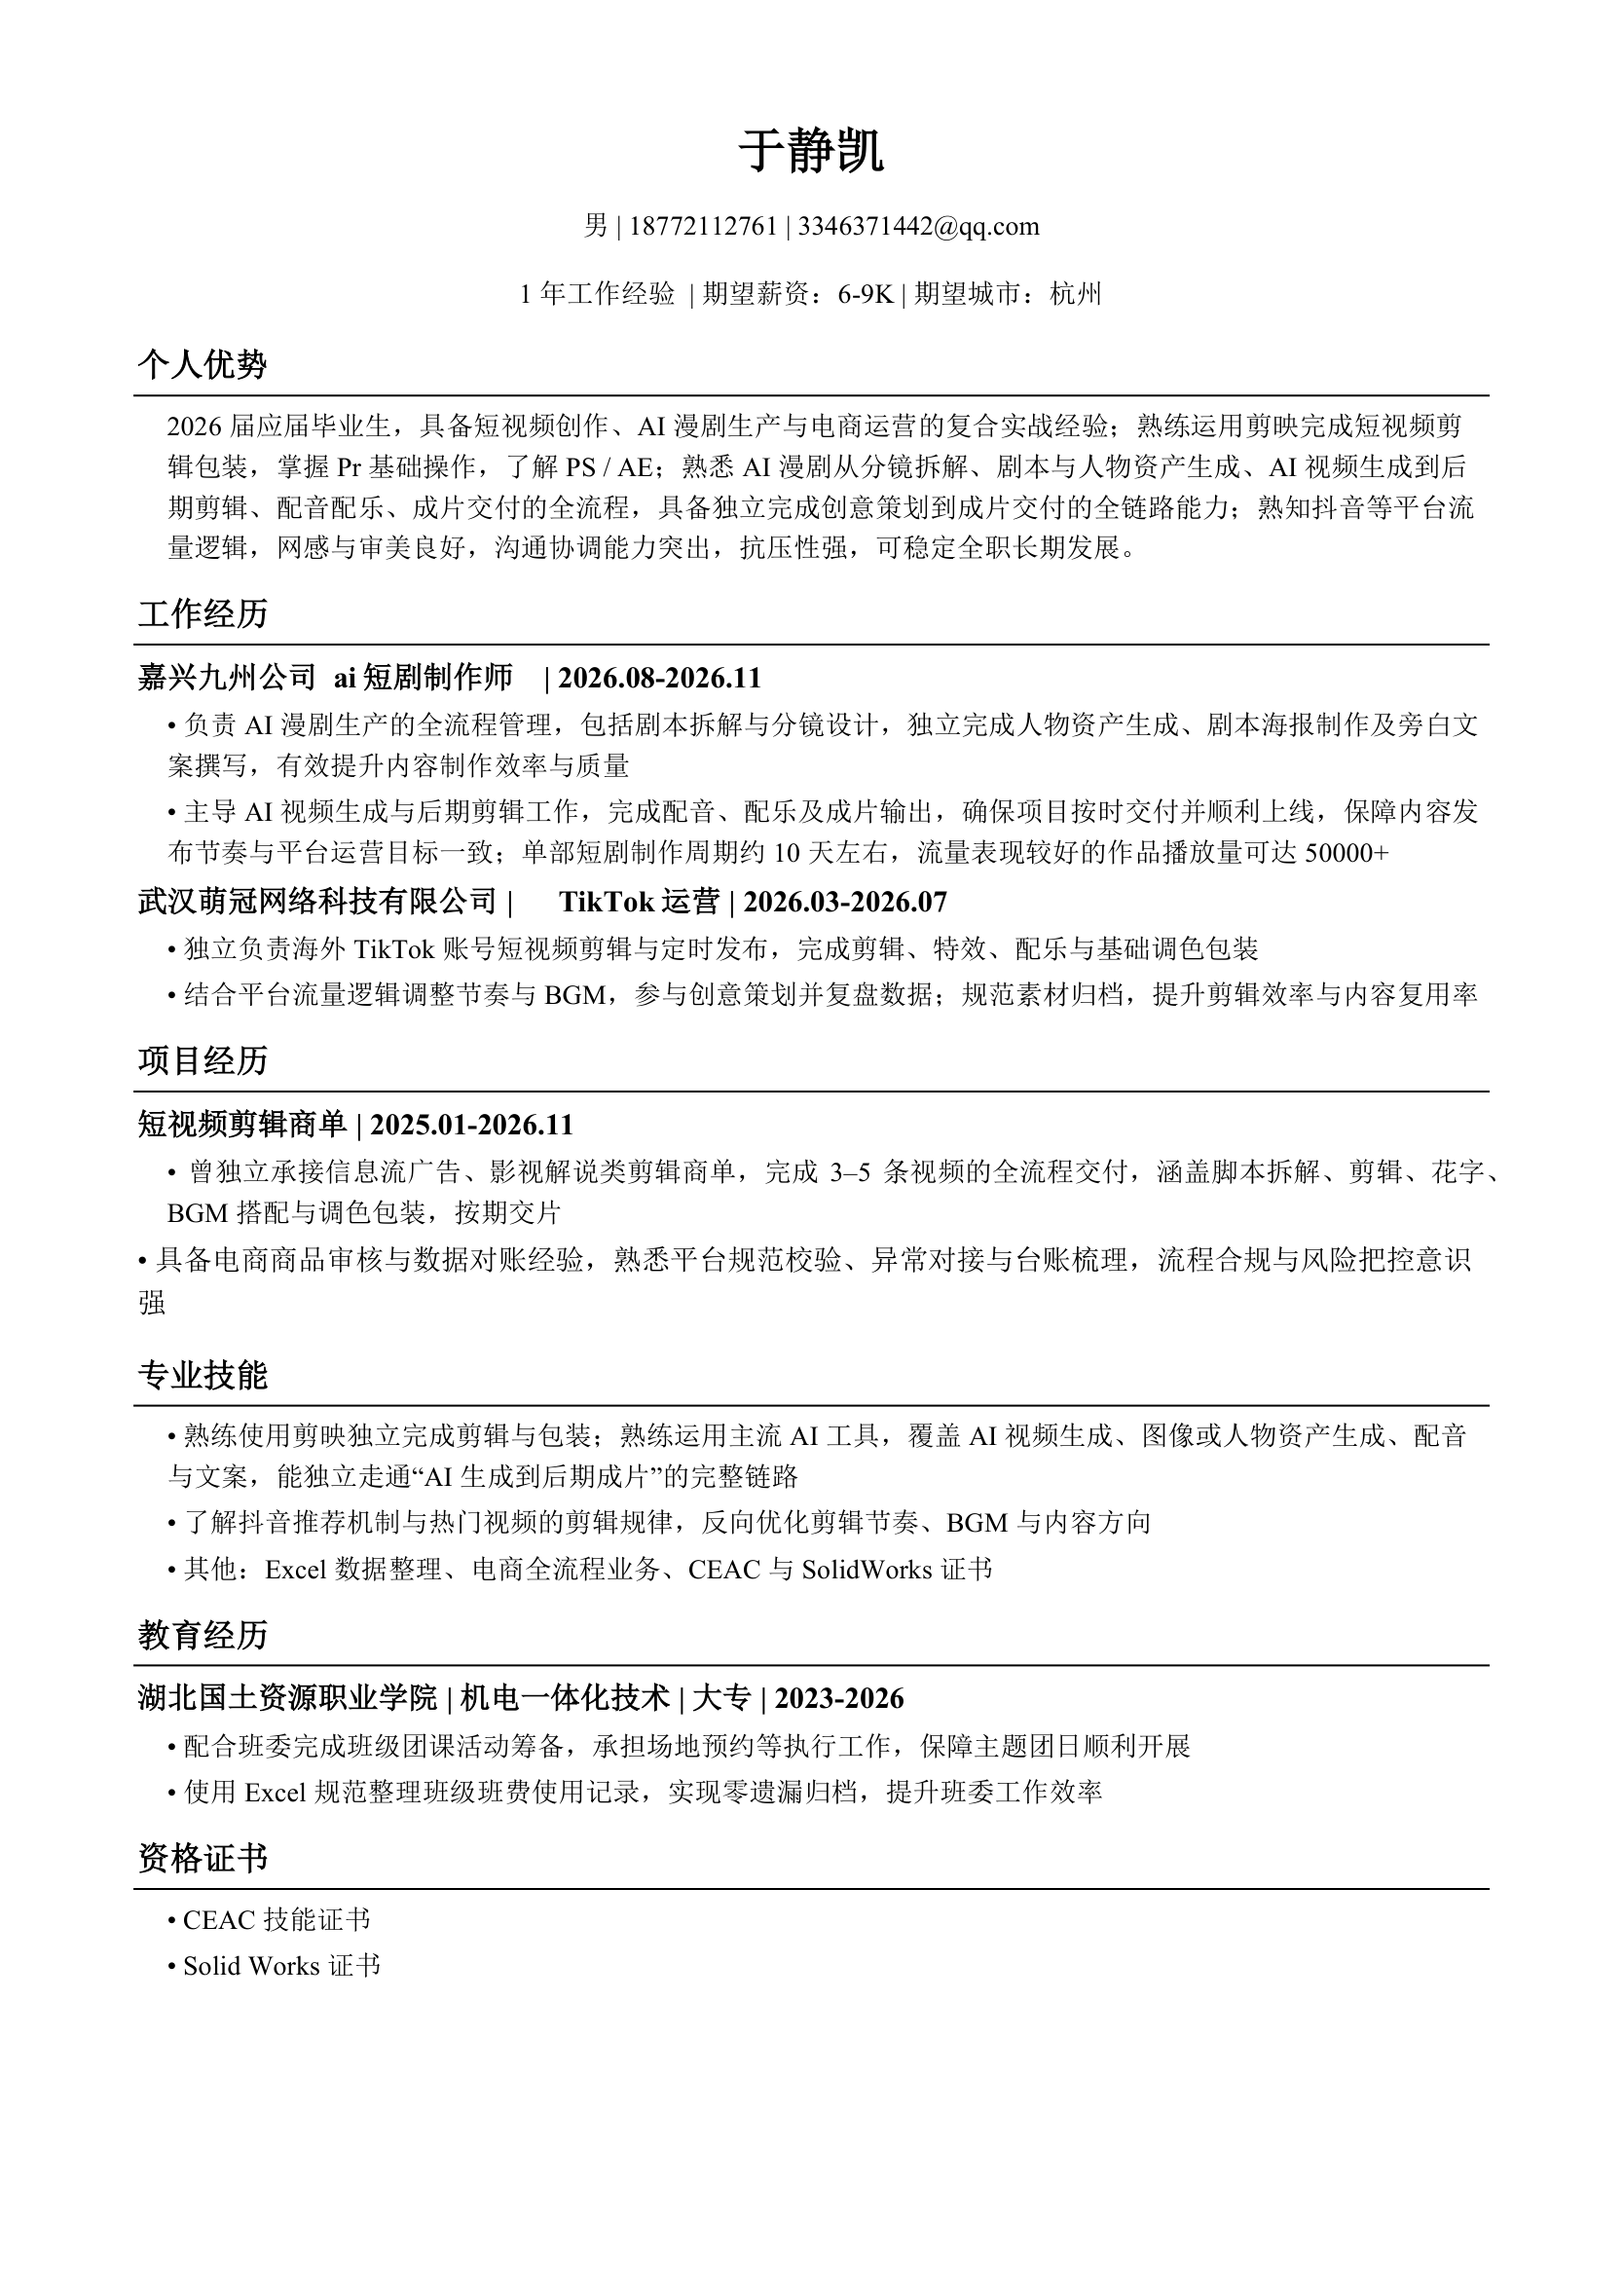 于静凯
男 | 18772112761 | 3346371442@qq.com
1 年工作经验 | 期望薪资：6-9K | 期望城市：杭州
个人优势
2026 届应届毕业生，具备短视频创作、AI 漫剧生产与电商运营的复合实战经验；熟练运用剪映完成短视频剪
辑包装，掌握 Pr 基础操作，了解 PS / AE；熟悉 AI 漫剧从分镜拆解、剧本与人物资产生成、AI 视频生成到后
期剪辑、配音配乐、成片交付的全流程，具备独立完成创意策划到成片交付的全链路能力；熟知抖音等平台流
量逻辑，网感与审美良好，沟通协调能力突出，抗压性强，可稳定全职长期发展。
工作经历
嘉兴九州公司 ai 短剧制作师 | 2026.08-2026.11
• 负责 AI 漫剧生产的全流程管理，包括剧本拆解与分镜设计，独立完成人物资产生成、剧本海报制作及旁白文
案撰写，有效提升内容制作效率与质量
• 主导 AI 视频生成与后期剪辑工作，完成配音、配乐及成片输出，确保项目按时交付并顺利上线，保障内容发
布节奏与平台运营目标一致；单部短剧制作周期约 10 天左右，流量表现较好的作品播放量可达 50000+
武汉萌冠网络科技有限公司 | TikTok 运营 | 2026.03-2026.07
• 独立负责海外 TikTok 账号短视频剪辑与定时发布，完成剪辑、特效、配乐与基础调色包装
• 结合平台流量逻辑调整节奏与 BGM，参与创意策划并复盘数据；规范素材归档，提升剪辑效率与内容复用率
项目经历
短视频剪辑商单 | 2025.01-2026.11
• 曾独立承接信息流广告、影视解说类剪辑商单，完成 3–5 条视频的全流程交付，涵盖脚本拆解、剪辑、花字、
BGM 搭配与调色包装，按期交片
• 具备电商商品审核与数据对账经验，熟悉平台规范校验、异常对接与台账梳理，流程合规与风险把控意识
强
专业技能
• 熟练使用剪映独立完成剪辑与包装；熟练运用主流 AI 工具，覆盖 AI 视频生成、图像或人物资产生成、配音
与文案，能独立走通“AI 生成到后期成片”的完整链路
• 了解抖音推荐机制与热门视频的剪辑规律，反向优化剪辑节奏、BGM 与内容方向
• 其他：Excel 数据整理、电商全流程业务、CEAC 与 SolidWorks 证书
教育经历
湖北国土资源职业学院 | 机电一体化技术 | 大专 | 2023-2026
• 配合班委完成班级团课活动筹备，承担场地预约等执行工作，保障主题团日顺利开展
• 使用 Excel 规范整理班级班费使用记录，实现零遗漏归档，提升班委工作效率
资格证书
• CEAC 技能证书
• Solid Works 证书